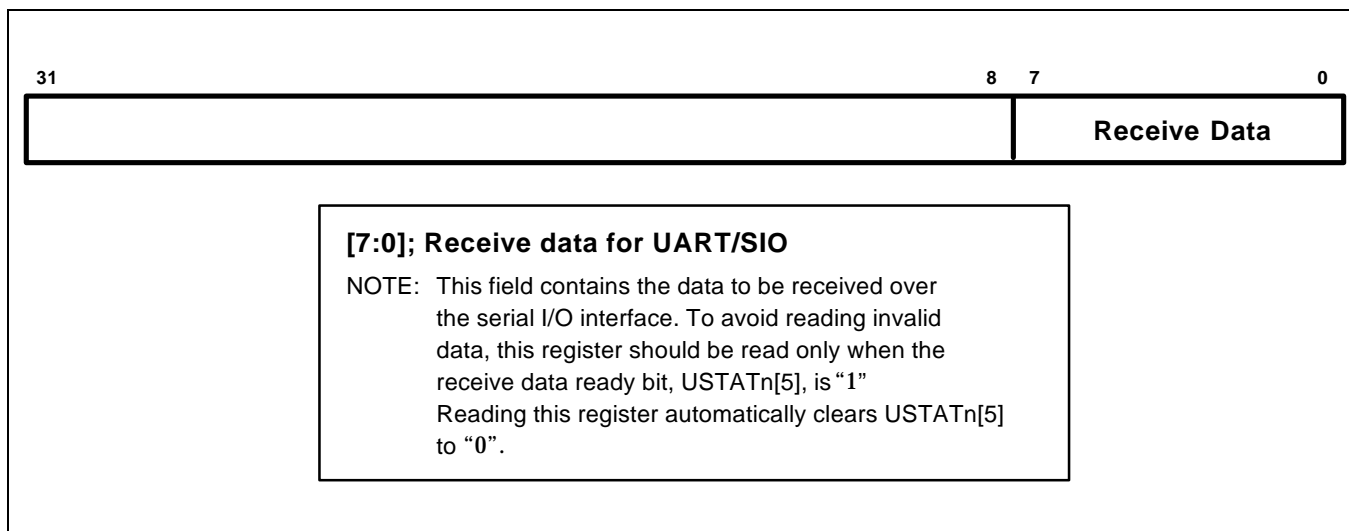 31 8 7 0
Receive Data
[7:0]; Receive data for UART/SIO
NOTE: This field contains the data to be received over
the serial I/O interface. To avoid reading invalid
data, this register should be read only when the
receive data ready bit, USTATn[5], is “1”
Reading this register automatically clears USTATn[5]
to “0”.